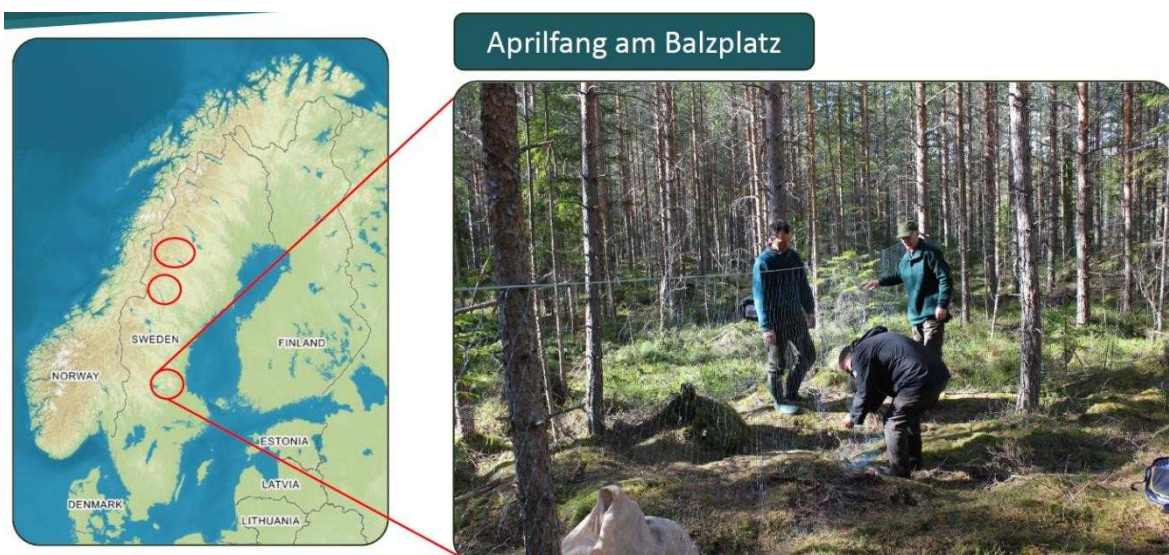 Aprilfang am Balzplatz
SWEDEN
FINLAND
NORWAY
ESTONIA
LATVIA
DENMARK
LITHUANIA